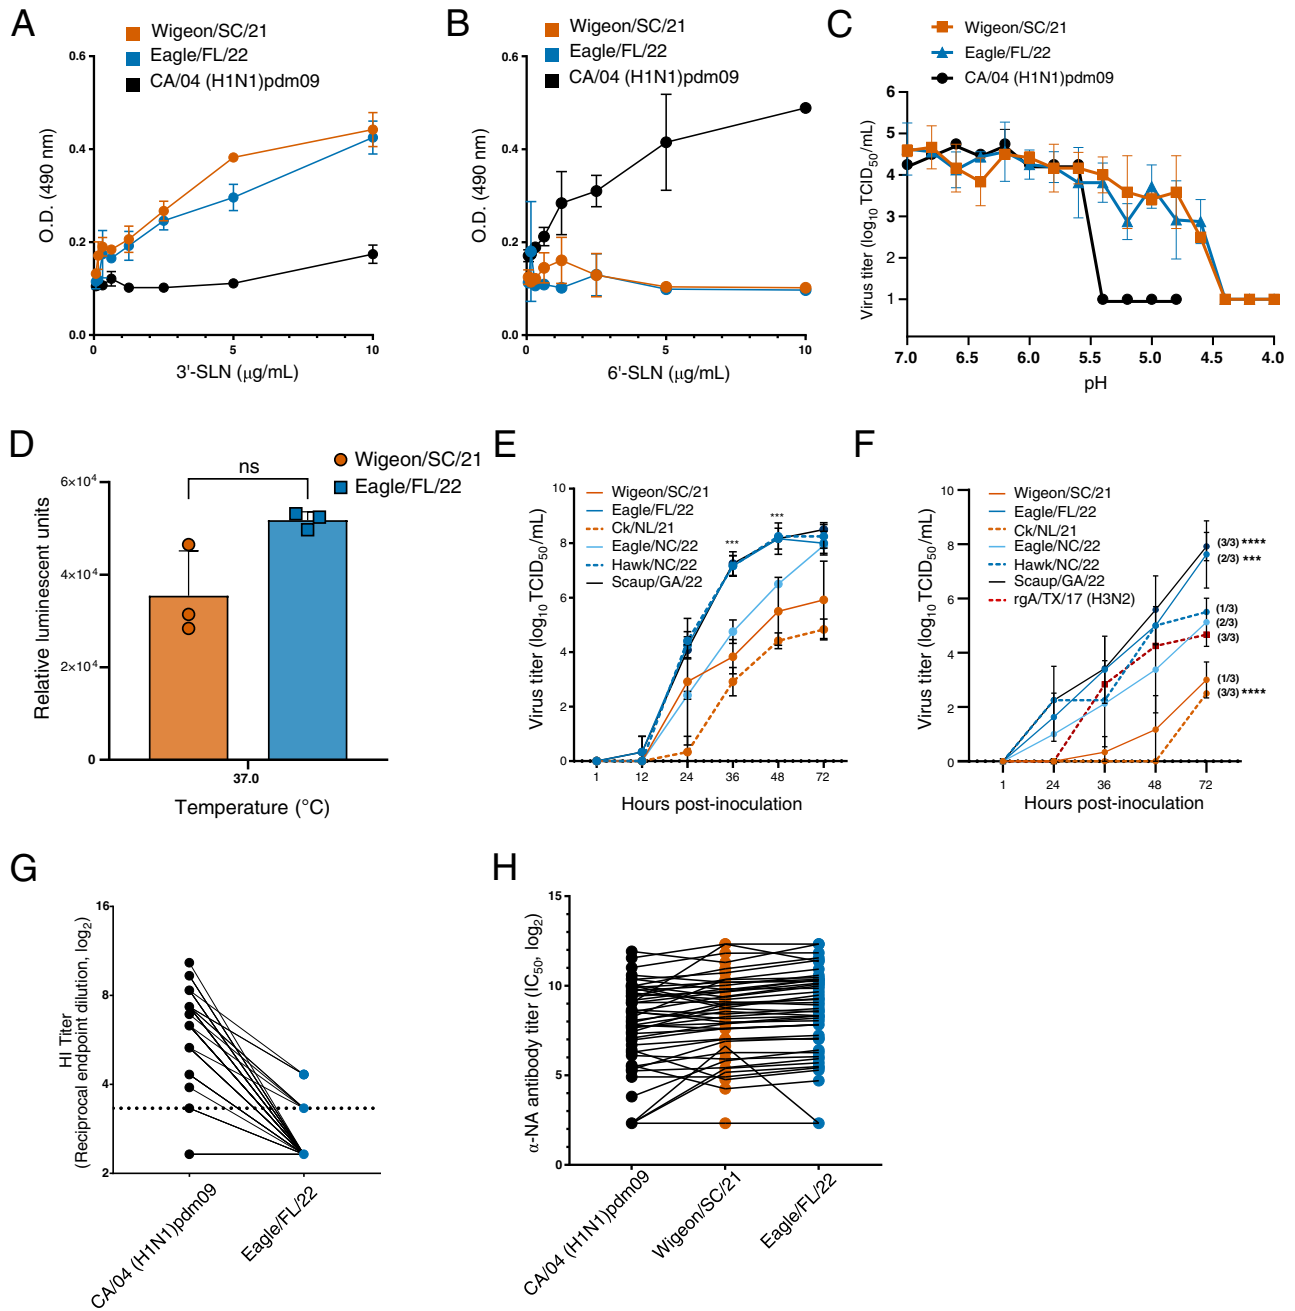 A
Wigeon/SC/21
Eagle/FL/22
CA/04 (H1N1)pdm09
0.6
0.4
0.2
0.0
O.D. (490 nm)
0
5
10
3'-SLN (µg/mL)
B
Wigeon/SC/21
Eagle/FL/22
CA/04 (H1N1)pdm09
0.6
0.4
0.2
0.0
O.D. (490 nm)
0
5
10
6'-SLN (µg/mL)
C
Wigeon/SC/21
Eagle/FL/22
CA/04 (H1N1)pdm09
6
5
4
3
2
1
Virus titer (log10 TCID50/mL)
7.0
6.5
6.0
5.5
5.0
4.5
4.0
pH
D
Wigeon/SC/21
Eagle/FL/22
ns
6×10⁴
4×10⁴
2×10⁴
0
Relative luminescent units
37.0
Temperature (°C)
E
Wigeon/SC/21
Eagle/FL/22
Ck/NL/21
Eagle/NC/22
Hawk/NC/22
Scaup/GA/22
***
***
10
8
6
4
2
0
Virus titer (log10 TCID50/mL)
1
12
24
36
48
72
Hours post-inoculation
F
Wigeon/SC/21
Eagle/FL/22
Ck/NL/21
Eagle/NC/22
Hawk/NC/22
Scaup/GA/22
rgA/TX/17 (H3N2)
(3/3) ****
(2/3) ***
(1/3)
(2/3)
(3/3)
(1/3)
(3/3) ****
10
8
6
4
2
0
Virus titer (log10 TCID50/mL)
1
24
36
48
72
Hours post-inoculation
G
16
8
4
2
HI Titer
(Reciprocal endpoint dilution, log2)
CA/04 (H1N1)pdm09
Eagle/FL/22
H
15
10
5
0
α-NA antibody titer (IC50, log2)
CA/04 (H1N1)pdm09
Wigeon/SC/21
Eagle/FL/22